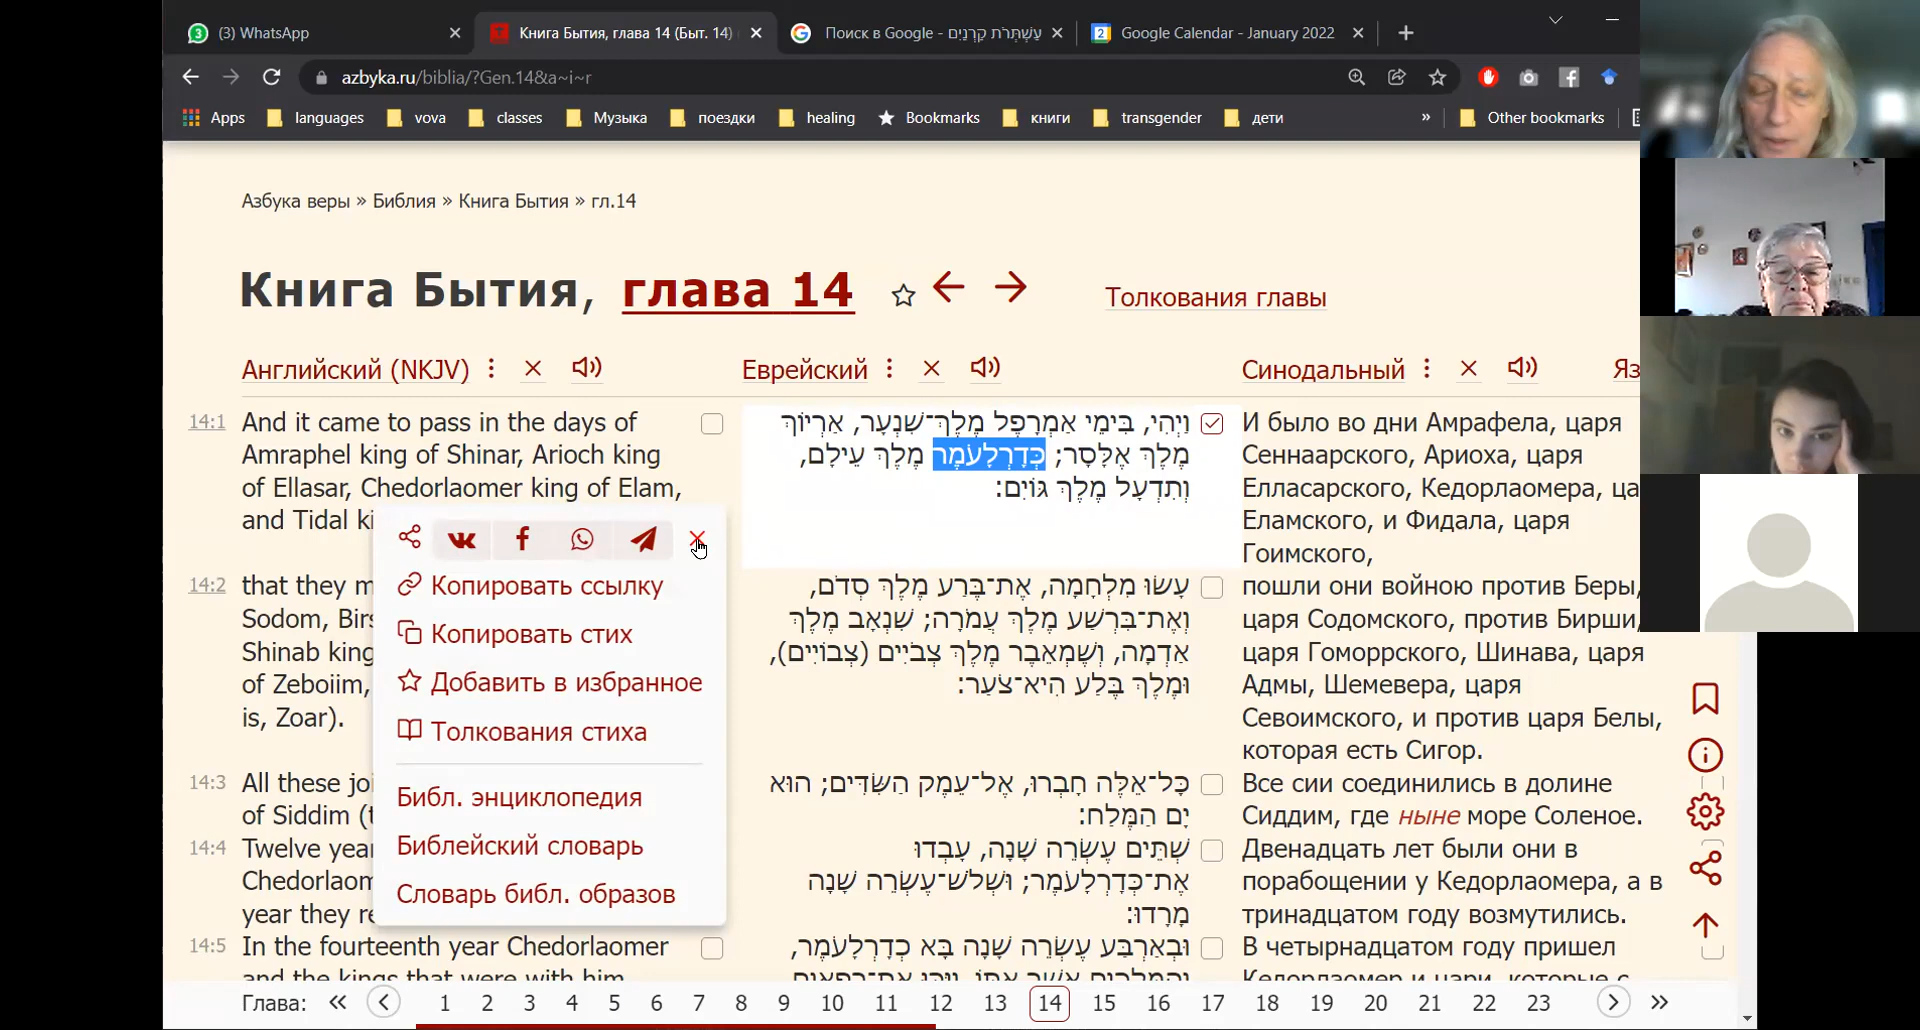 (3) WhatsApp
Книга Бытия, глава 14 (Быт. 14)
Поиск в Google - עַשְׁתְּרֹת קַרְנַיִם
Google Calendar - January 2022
azbyka.ru/biblia/?Gen.14&a~i~r
Apps languages vova classes Музыка поездки healing Bookmarks книги transgender дети » Other bookmarks
Азбука веры » Библия » Книга Бытия » гл.14
Книга Бытия, глава 14
Толкования главы
Английский (NKJV)
Еврейский
Синодальный
Яз
14:1 And it came to pass in the days of
Amraphel king of Shinar, Arioch king
of Ellasar, Chedorlaomer king of Elam,
and Tidal ki
וַיְהִי, בִּימֵי אַמְרָפֶל מֶלֶךְ־שִׁנְעָר, אַרְיוֹךְ
מֶלֶךְ אֶלָּסָר; כְּדָרְלָעֹמֶר מֶלֶךְ עֵילָם,
וְתִדְעָל מֶלֶךְ גּוֹיִם:
И было во дни Амрафела, царя
Сеннаарского, Ариоха, царя
Елласарского, Кедорлаомера, ца
Еламского, и Фидала, царя
Гоимского,
14:2 that they m
Sodom, Birs
Shinab king
of Zeboiim,
is, Zoar).
עָשׂוּ מִלְחָמָה, אֶת־בֶּרַע מֶלֶךְ סְדֹם,
וְאֶת־בִּרְשַׁע מֶלֶךְ עֲמֹרָה; שִׁנְאָב מֶלֶךְ
אַדְמָה, וְשֶׁמְאֵבֶר מֶלֶךְ צְבֹיִים (צְבוֹיִים),
וּמֶלֶךְ בֶּלַע הִיא־צֹעַר:
пошли они войною против Беры,
царя Содомского, против Бирши,
царя Гоморрского, Шинава, царя
Адмы, Шемевера, царя
Севоимского, и против царя Белы,
которая есть Сигор.
14:3 All these joi
of Siddim (t
כָּל־אֵלֶּה חָבְרוּ, אֶל־עֵמֶק הַשִּׂדִּים; הוּא
יָם הַמֶּלַח:
Все сии соединились в долине
Сиддим, где ныне море Соленое.
14:4 Twelve year
Chedorlaom
year they re
שְׁתֵּים עֶשְׂרֵה שָׁנָה, עָבְדוּ
אֶת־כְּדָרְלָעֹמֶר; וּשְׁלֹשׁ־עֶשְׂרֵה שָׁנָה
מָרָדוּ:
Двенадцать лет были они в
порабощении у Кедорлаомера, а в
тринадцатом году возмутились.
14:5 In the fourteenth year Chedorlaomer
and the kings that were with him
וּבְאַרְבַּע עֶשְׂרֵה שָׁנָה בָּא כְדָרְלָעֹמֶר,
В четырнадцатом году пришел
Кедорлаомер и цари, которые с
Копировать ссылку
Копировать стих
Добавить в избранное
Толкования стиха
Библ. энциклопедия
Библейский словарь
Словарь библ. образов
Глава: « 1 2 3 4 5 6 7 8 9 10 11 12 13 14 15 16 17 18 19 20 21 22 23 »